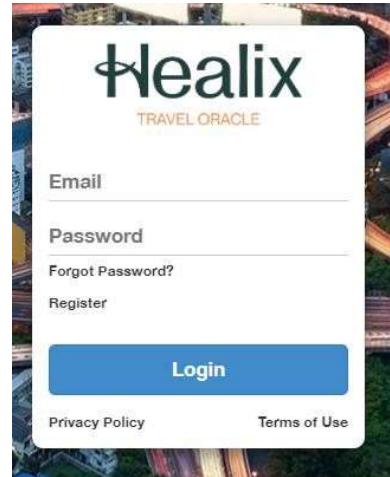 Healix
TRAVEL ORACLE
Email
Password
Forgot Password?
Register
Login
Privacy Policy Terms of Use